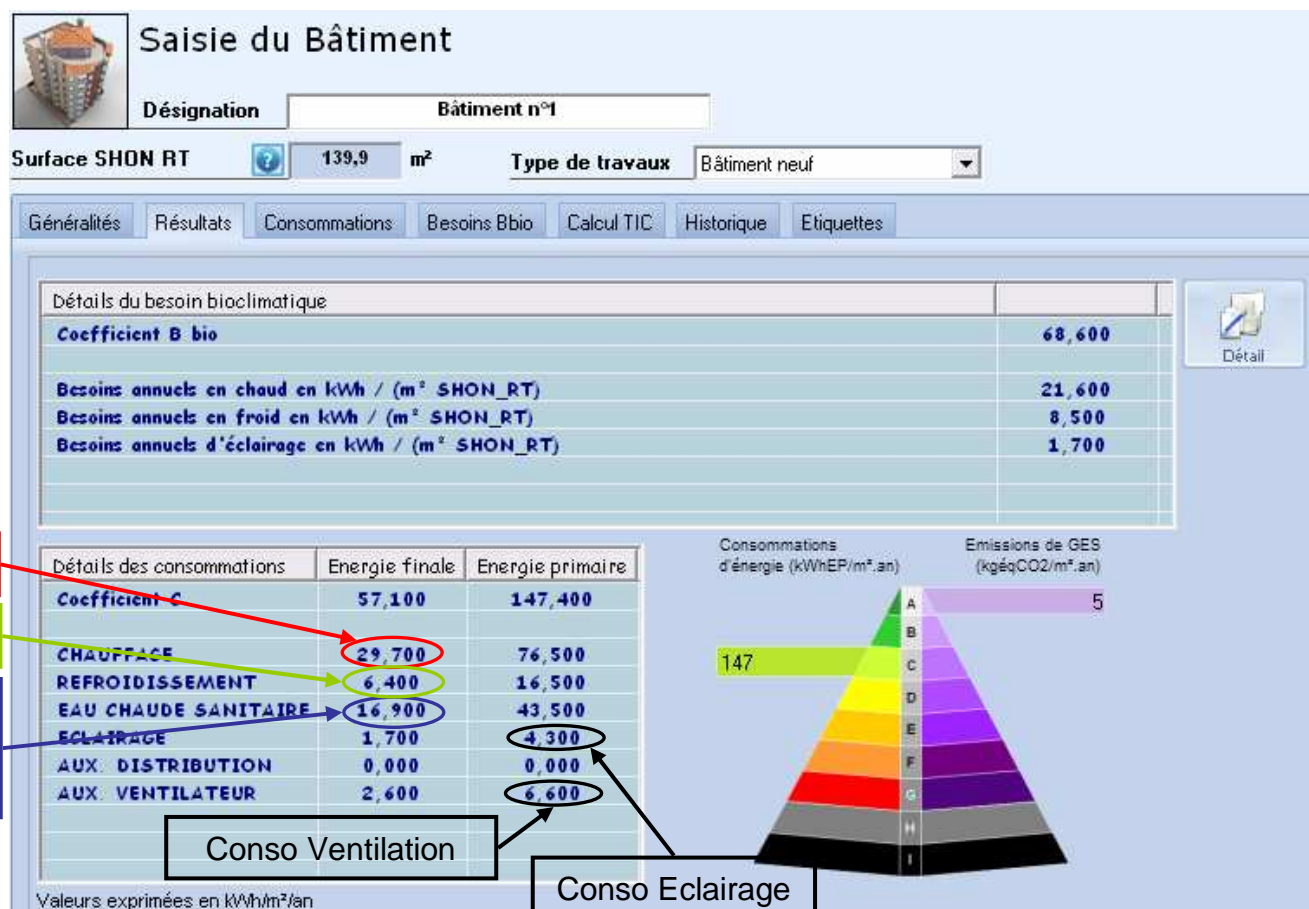 Saisie du Bâtiment
Désignation Bâtiment n°1
Surface SHON RT ? 139,9 m² Type de travaux Bâtiment neuf
Généralités Résultats Consommations Besoins Bbio Calcul TIC Historique Etiquettes
Détails du besoin bioclimatique
Coefficient B bio 68,600
Détail
Besoins annuels en chaud en kWh / (m² SHON_RT) 21,600
Besoins annuels en froid en kWh / (m² SHON_RT) 8,500
Besoins annuels d'éclairage en kWh / (m² SHON_RT) 1,700
Consommations d'énergie (kWhEP/m².an)
Emissions de GES (kgéqCO2/m².an)
Détails des consommations Energie finale Energie primaire
Coefficient C 57,100 147,400
CHAUFFAGE 29,700 76,500
REFROIDISSEMENT 6,400 16,500
EAU CHAUDE SANITAIRE 16,900 43,500
ECLAIRAGE 1,700 4,300
AUX. DISTRIBUTION 0,000 0,000
AUX. VENTILATEUR 2,600 6,600
A 5
B
147 C
D
E
F
G
H
I
Conso Ventilation
Conso Eclairage
Valeurs exprimées en kWh/m²/an